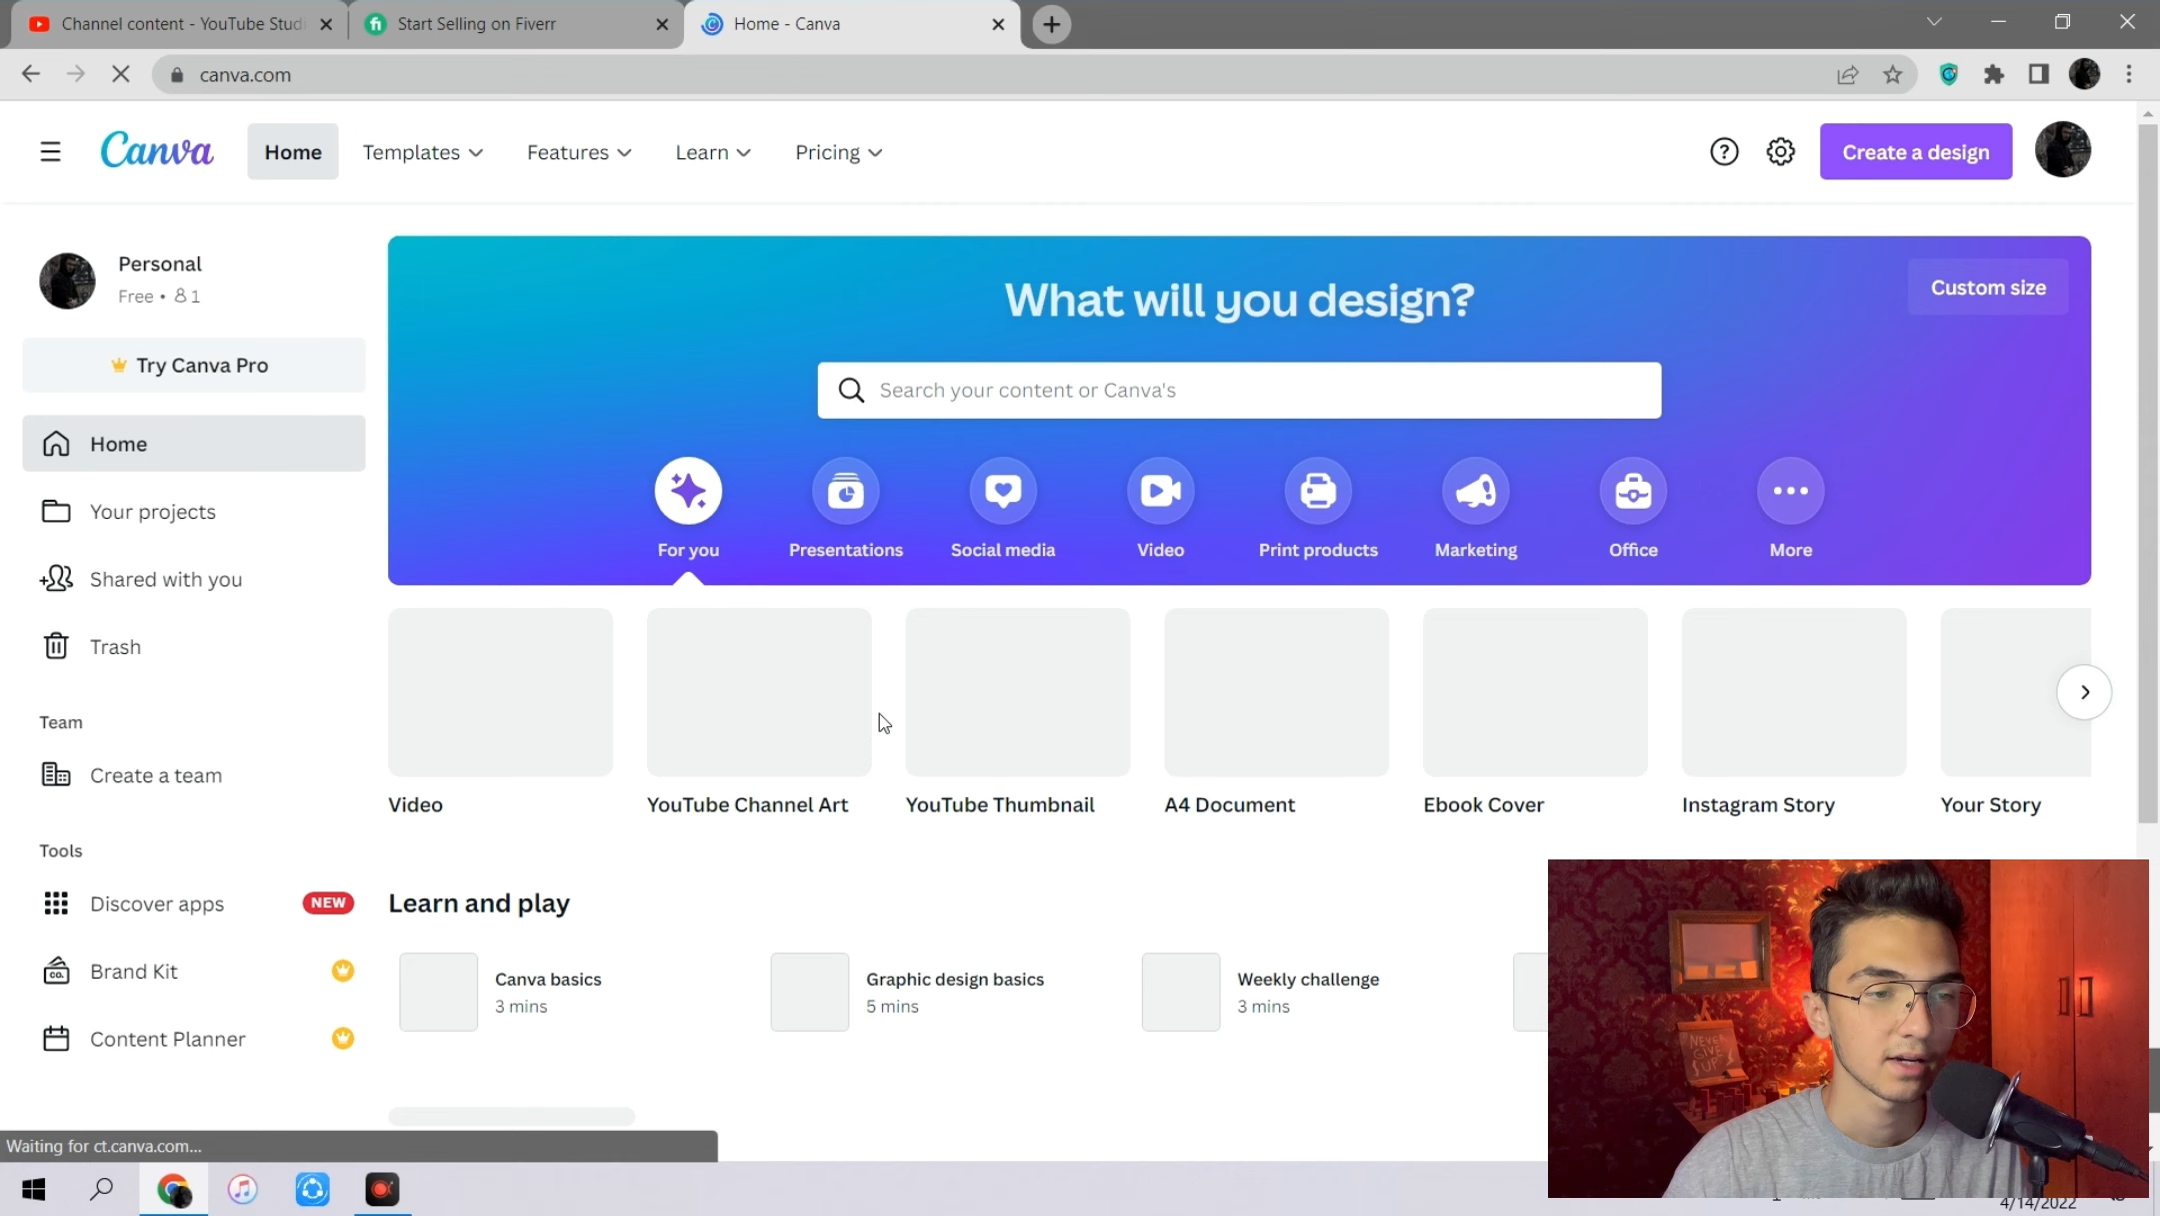 Channel content - YouTube Studi
Start Selling on Fiverr
Home - Canva
canva.com
Canva
Home
Templates
Features
Learn
Pricing
Create a design
Personal
Free • 1
Try Canva Pro
Home
Your projects
Shared with you
Trash
Team
Create a team
Tools
Discover apps
NEW
Brand Kit
Content Planner
What will you design?
Custom size
Search your content or Canva's
For you
Presentations
Social media
Video
Print products
Marketing
Office
More
Video
YouTube Channel Art
YouTube Thumbnail
A4 Document
Ebook Cover
Instagram Story
Your Story
Learn and play
Canva basics
3 mins
Graphic design basics
5 mins
Weekly challenge
3 mins
NEVER
GIVE
UP
Waiting for ct.canva.com...
4/14/2022